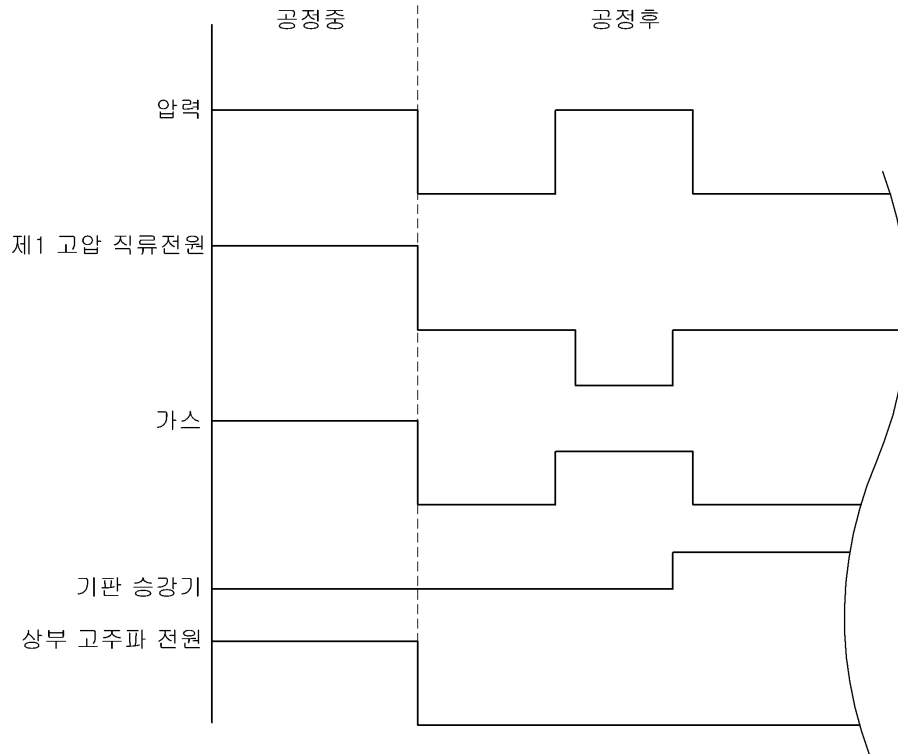 공정중
공정후
압력
제1 고압 직류전원
가스
기판 승강기
상부 고주파 전원